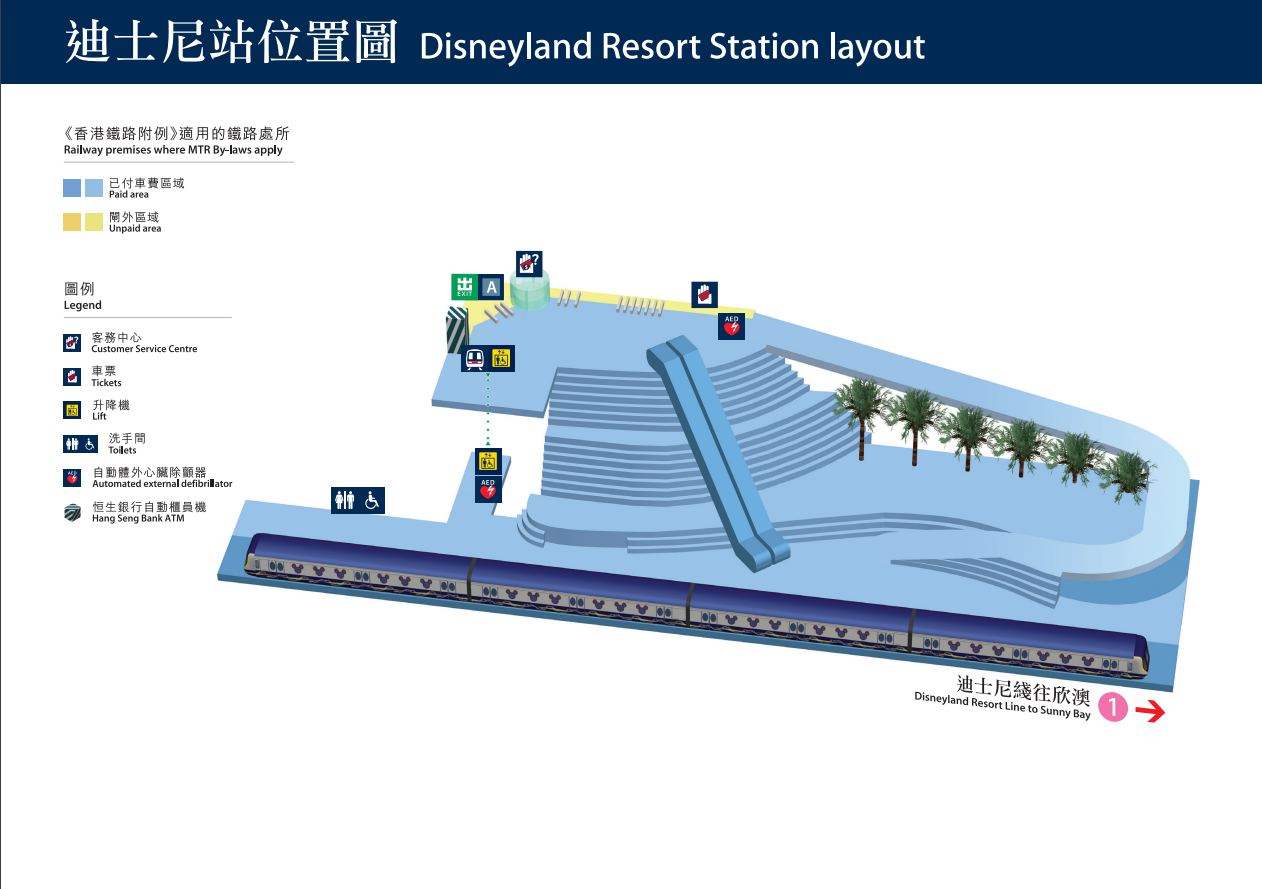 迪士尼站位置圖 Disneyland Resort Station layout
《香港鐵路附例》適用的鐵路處所
Railway premises where MTR By-laws apply
已付車費區域
Paid area
閘外區域
Unpaid area
圖例
Legend
客務中心
Customer Service Centre
車票
Tickets
升降機
Lift
洗手間
Toilets
AED
自動體外心臟除顫器
Automated external defibrillator
恒生銀行自動櫃員機
Hang Seng Bank ATM
?
出
EXIT
A
AED
AED
迪士尼綫往欣澳
Disneyland Resort Line to Sunny Bay
1